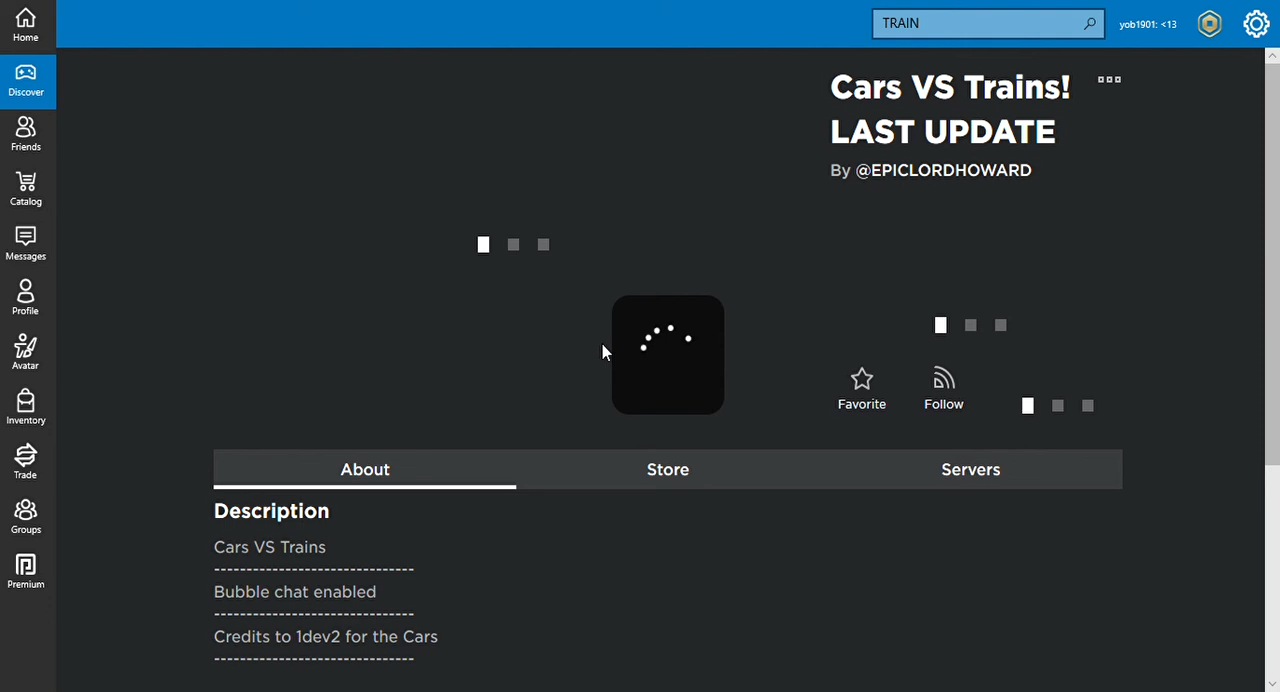 TRAIN
yob1901: <13
Home
Discover
Friends
Catalog
Messages
Profile
Avatar
Inventory
Trade
Groups
Premium
Cars VS Trains!
LAST UPDATE
By @EPICLORDHOWARD
Favorite
Follow
About
Store
Servers
Description
Cars VS Trains
-------------------------------
Bubble chat enabled
-------------------------------
Credits to 1dev2 for the Cars
-------------------------------